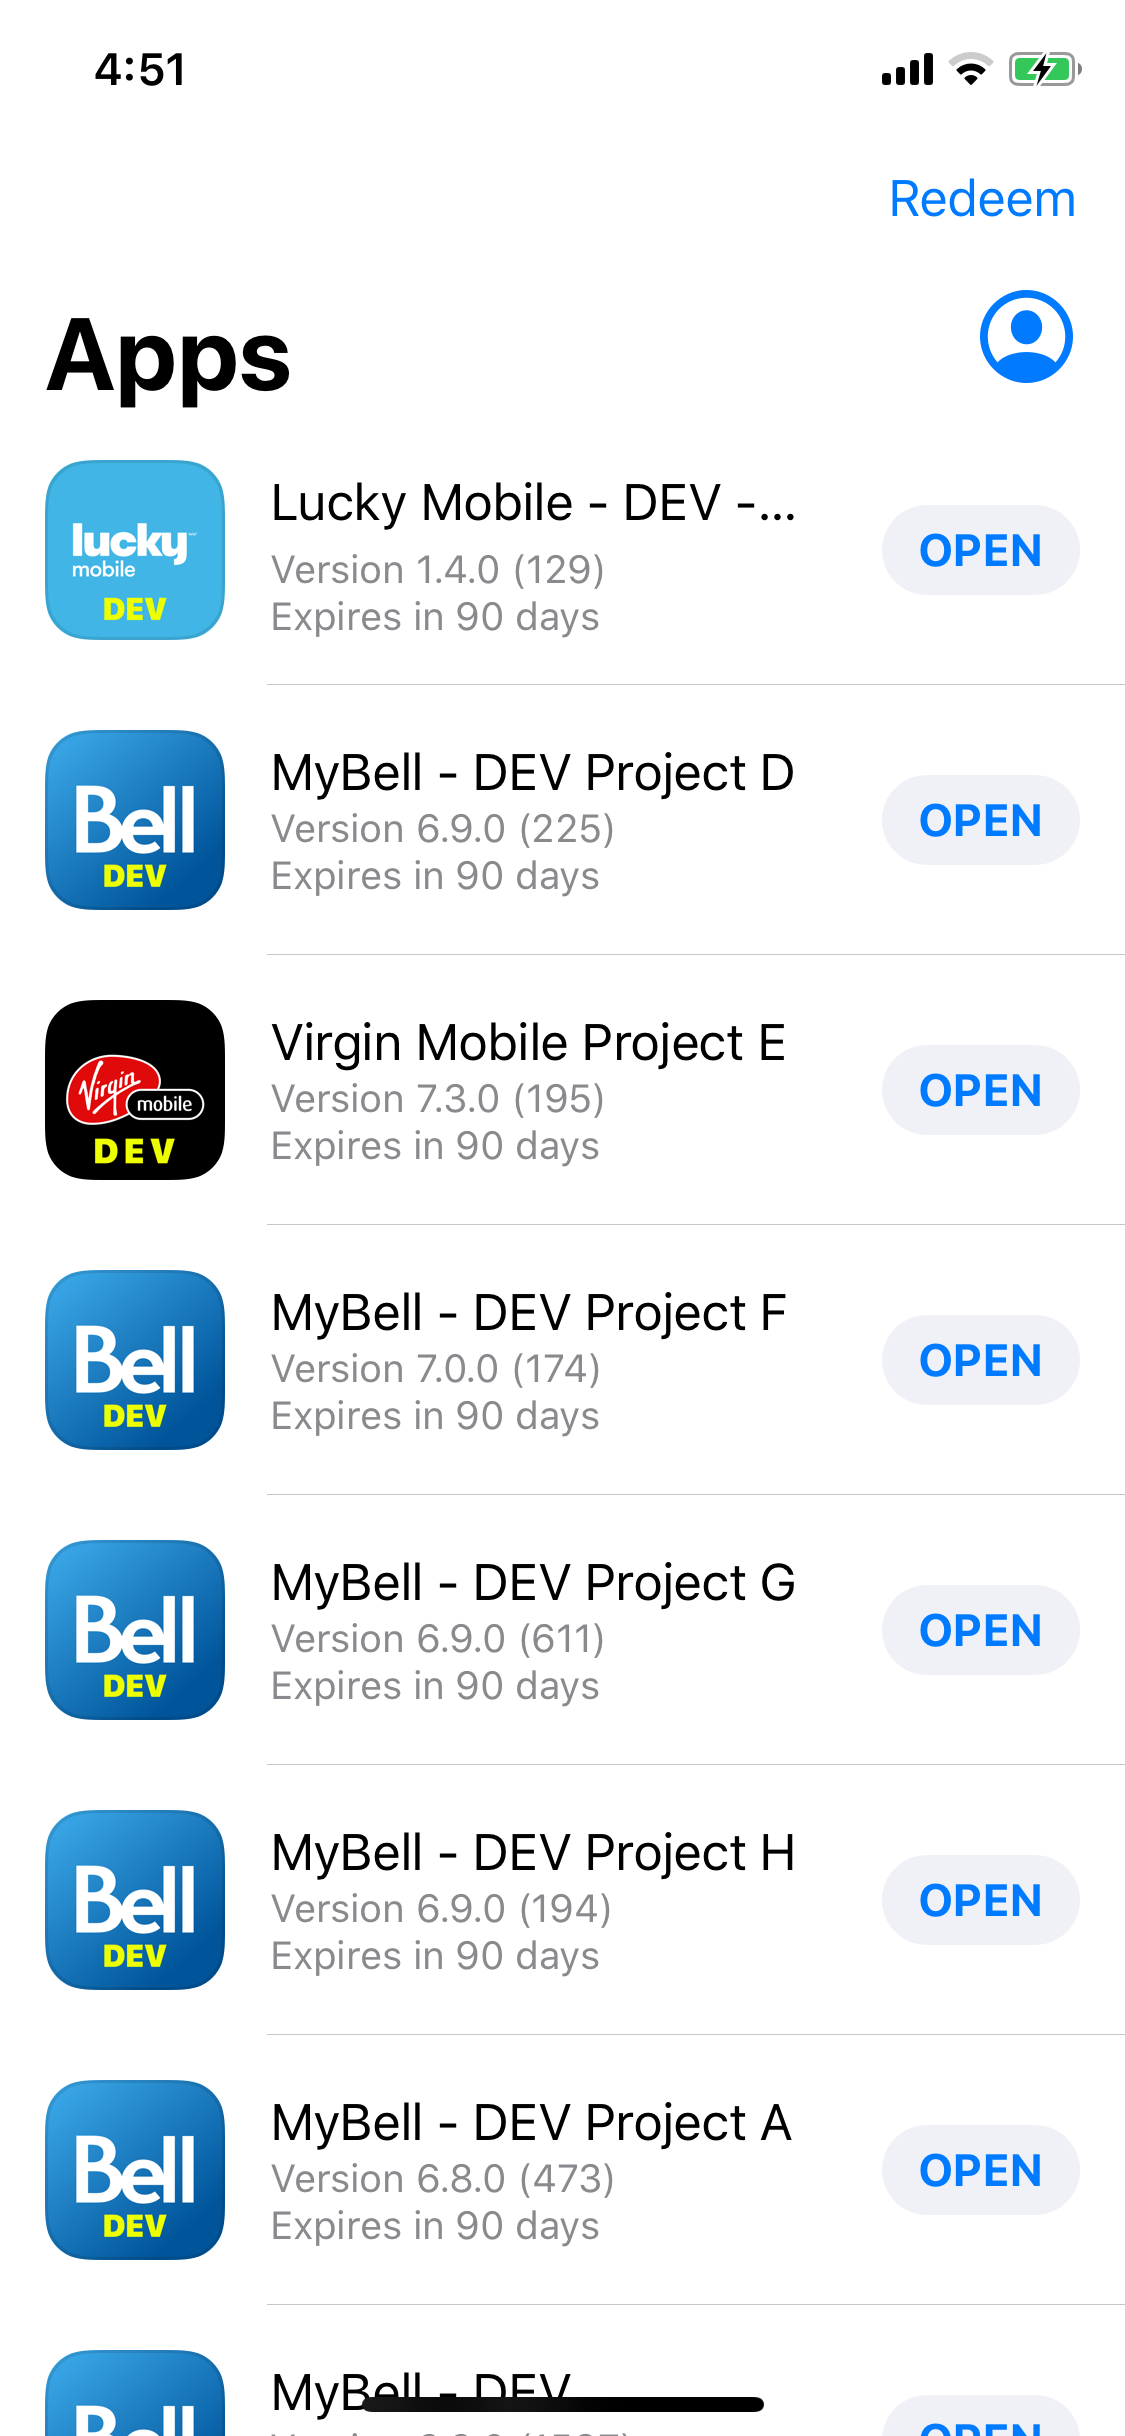 4:51
Redeem
Apps
lucky
mobile
DEV
Lucky Mobile - DEV -...
Version 1.4.0 (129)
Expires in 90 days
OPEN
Bell
DEV
MyBell - DEV Project D
Version 6.9.0 (225)
Expires in 90 days
OPEN
Virgin
mobile
DEV
Virgin Mobile Project E
Version 7.3.0 (195)
Expires in 90 days
OPEN
Bell
DEV
MyBell - DEV Project F
Version 7.0.0 (174)
Expires in 90 days
OPEN
Bell
DEV
MyBell - DEV Project G
Version 6.9.0 (611)
Expires in 90 days
OPEN
Bell
DEV
MyBell - DEV Project H
Version 6.9.0 (194)
Expires in 90 days
OPEN
Bell
DEV
MyBell - DEV Project A
Version 6.8.0 (473)
Expires in 90 days
OPEN
Bell
MyBell - DEV
OPEN